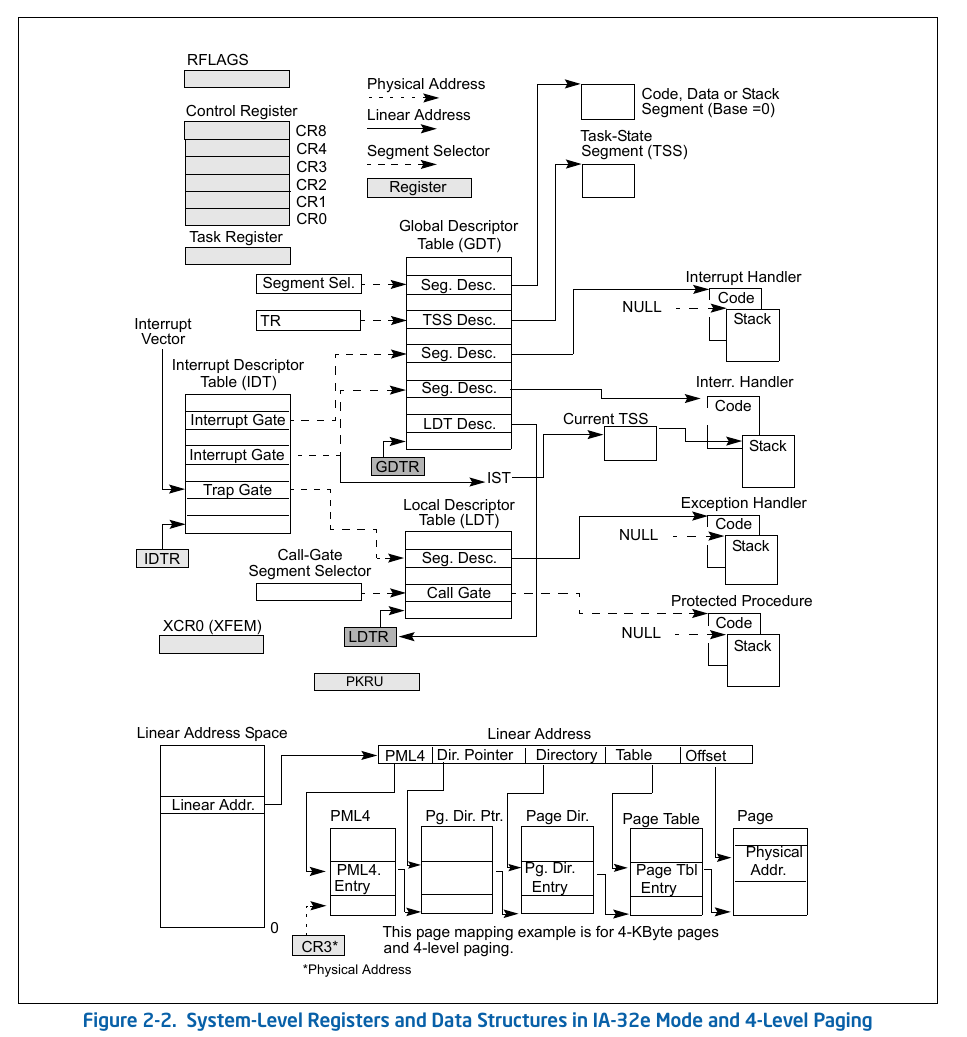 RFLAGS
Control Register
CR8
CR4
CR3
CR2
CR1
CR0
Task Register
Physical Address
Linear Address
Segment Selector
Register
Code, Data or Stack
Segment (Base =0)
Task-State
Segment (TSS)
Global Descriptor
Table (GDT)
Segment Sel.
Seg. Desc.
TR
TSS Desc.
Seg. Desc.
Seg. Desc.
LDT Desc.
GDTR
Interrupt Handler
Code
NULL
Stack
Interrupt
Vector
Interrupt Descriptor
Table (IDT)
Interrupt Gate
Interrupt Gate
Trap Gate
IDTR
Interr. Handler
Code
Current TSS
Stack
IST
Local Descriptor
Table (LDT)
Call-Gate
Segment Selector
Seg. Desc.
Call Gate
LDTR
Exception Handler
Code
NULL
Stack
Protected Procedure
Code
NULL
Stack
XCR0 (XFEM)
PKRU
Linear Address Space
Linear Addr.
0
Linear Address
PML4 Dir. Pointer Directory Table Offset
PML4
Pg. Dir. Ptr.
Page Dir.
Page Table
Page
PML4.
Entry
Pg. Dir.
Entry
Page Tbl
Entry
Physical
Addr.
CR3*
*Physical Address
This page mapping example is for 4-KByte pages
and 4-level paging.
Figure 2-2. System-Level Registers and Data Structures in IA-32e Mode and 4-Level Paging